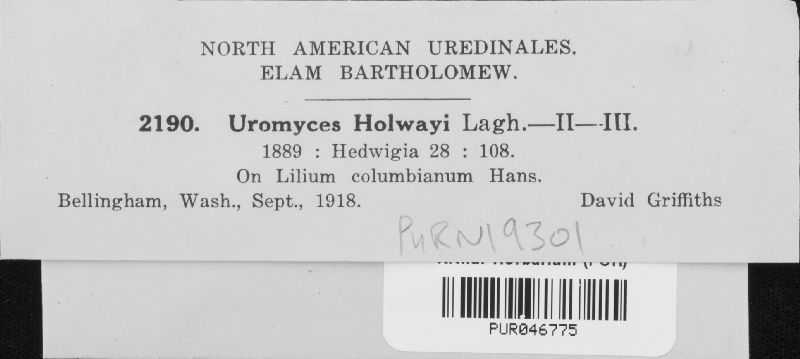 NORTH AMERICAN UREDINALES.
ELAM BARTHOLOMEW.
2190. Uromyces Holwayi Lagh.—II—III.
1889 : Hedwigia 28 : 108.
On Lilium columbianum Hans.
Bellingham, Wash., Sept., 1918. David Griffiths
PURN19301
PUR046775